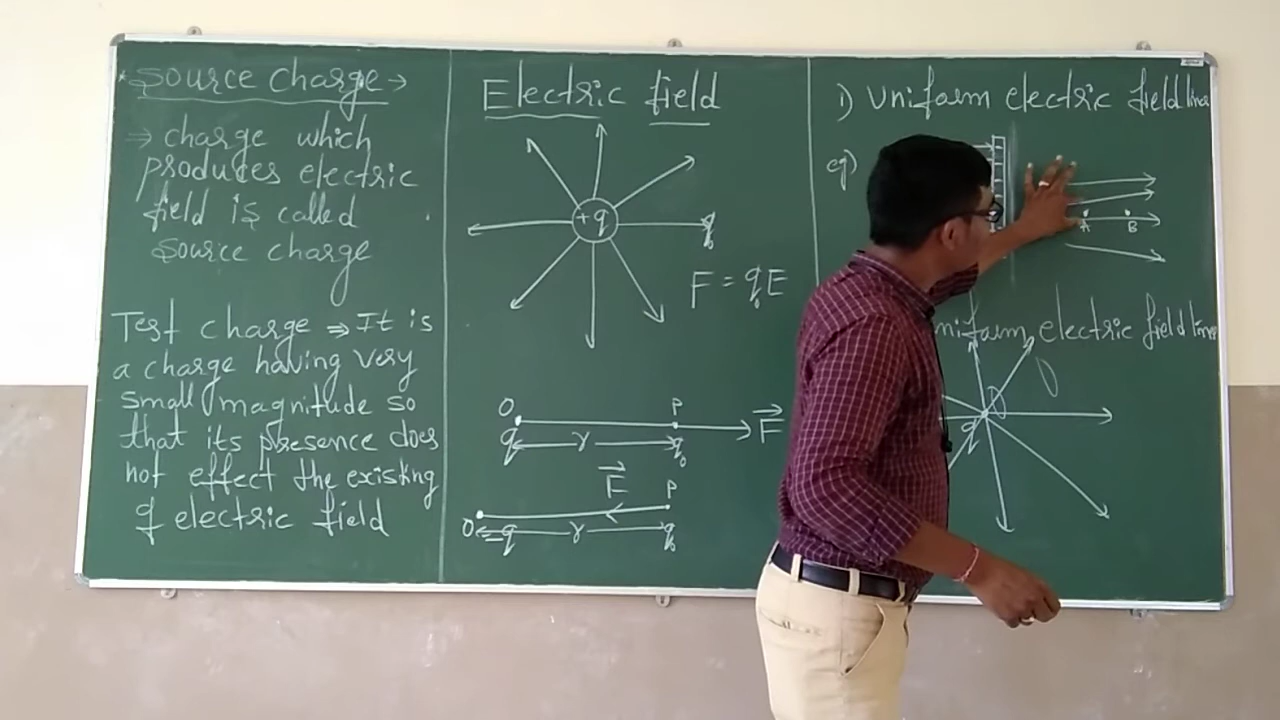 * Source charge →
→ charge which
produces electric
field is called
source charge
Test charge ⇒ It is
a charge having very
small magnitude so
that its presence does
not effect the existing
of electric field
Electric field
+q
q₀
F = q₀E
O P F
q r q₀
F P
O -q r q₀
i) Uniform electric field lines
eg)
A B
niform electric field lines
q